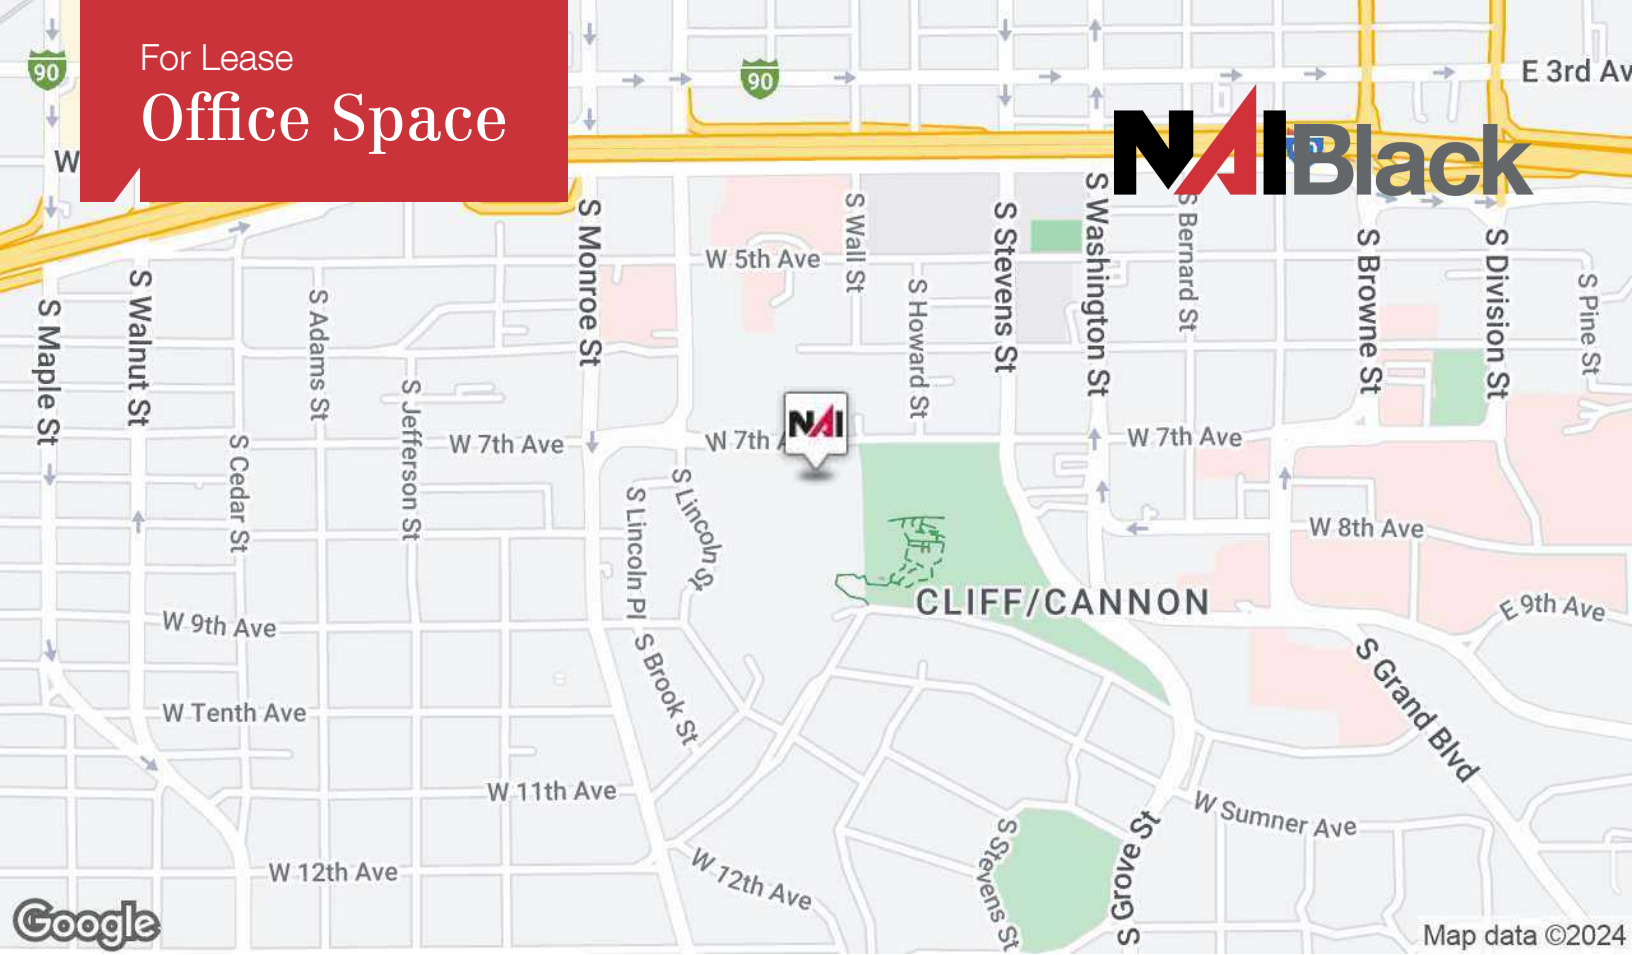 For Lease
Office Space
NAIBlack
90
90
E 3rd Av
W
S Monroe St
W 5th Ave
S Wall St
S Stevens St
S Washington St
S Bernard St
S Browne St
S Division St
S Pine St
S Maple St
S Walnut St
S Adams St
S Howard St
S Jefferson St
S Cedar St
W 7th Ave
W 7th A
NAI
W 7th Ave
S Lincoln Pl
S Lincoln St
W 8th Ave
CLIFF/CANNON
E 9th Ave
W 9th Ave
S Brook St
S Grand Blvd
W Tenth Ave
W 11th Ave
W Sumner Ave
S Stevens St
S Grove St
W 12th Ave
W 12th Ave
Google
Map data ©2024